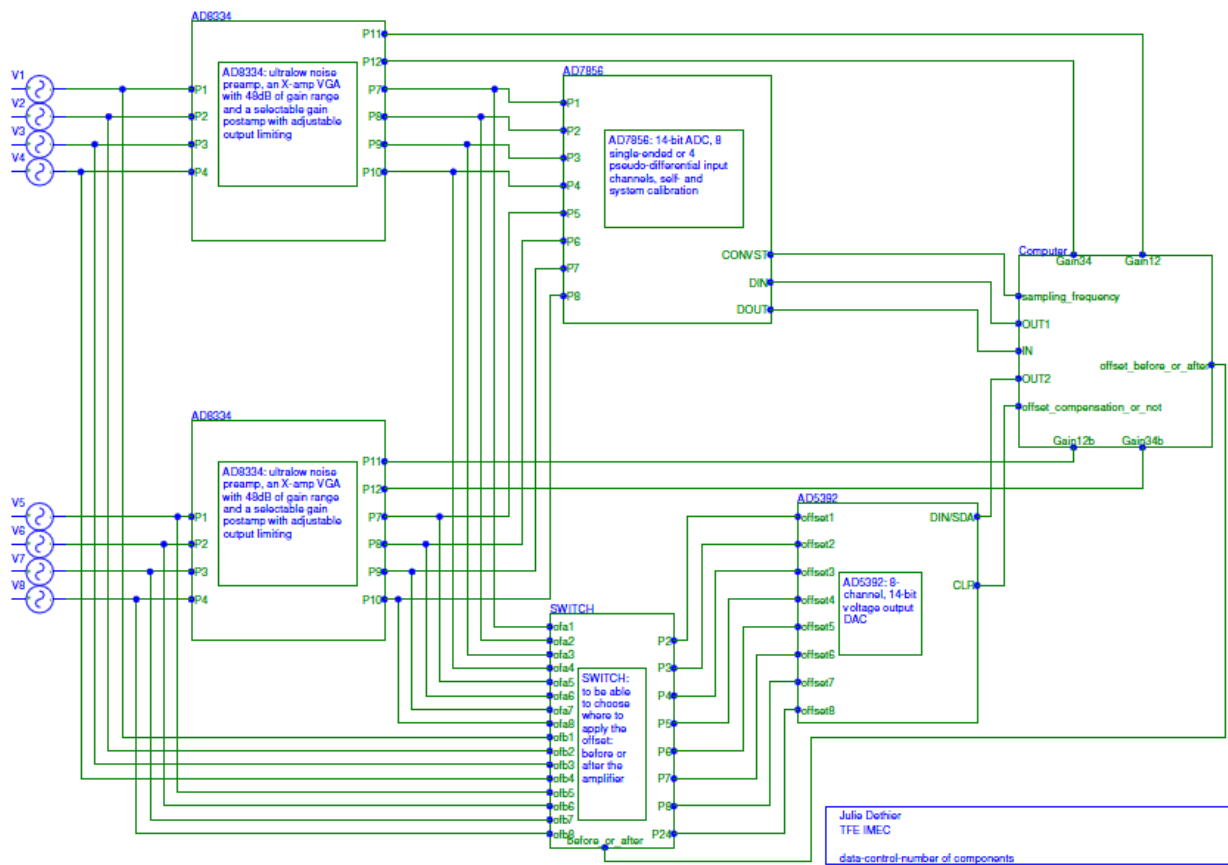 AD8334
P11
P12
AD8334: ultralow noise
preamp, an X-amp VGA
with 48dB of gain range
and a selectable gain
postamp with adjustable
output limiting
V1
V2
V3
V4
P1
P2
P3
P4
P7
P8
P9
P10
AD7856
P1
P2
P3
P4
P5
P6
P7
P8
AD7856: 14-bit ADC, 8
single-ended or 4
pseudo-differential input
channels, self- and
system calibration
CONVST
DIN
DOUT
Computer
Gain34
Gain12
sampling_frequency
OUT1
IN
OUT2
offset_before_or_after
offset_compensation_or_not
Gain12b
Gain34b
AD8334
P11
P12
AD8334: ultralow noise
preamp, an X-amp VGA
with 48dB of gain range
and a selectable gain
postamp with adjustable
output limiting
V5
V6
V7
V8
P1
P2
P3
P4
P7
P8
P9
P10
AD5392
offset1
offset2
offset3
offset4
offset5
offset6
offset7
offset8
DIN/SDA
CLR
AD5392: 8-
channel, 14-bit
voltage output
DAC
SWITCH
ofa1
ofa2
ofa3
ofa4
ofa5
ofa6
ofa7
ofa8
ofb1
ofb2
ofb3
ofb4
ofb5
ofb6
ofb7
ofb8
SWITCH:
to be able
to choose
where to
apply the
offset:
before or
after the
amplifier
P2
P3
P4
P5
P6
P7
P8
P24
Before_or_after
Julie Dethier
TFE IMEC
data-control-number of components